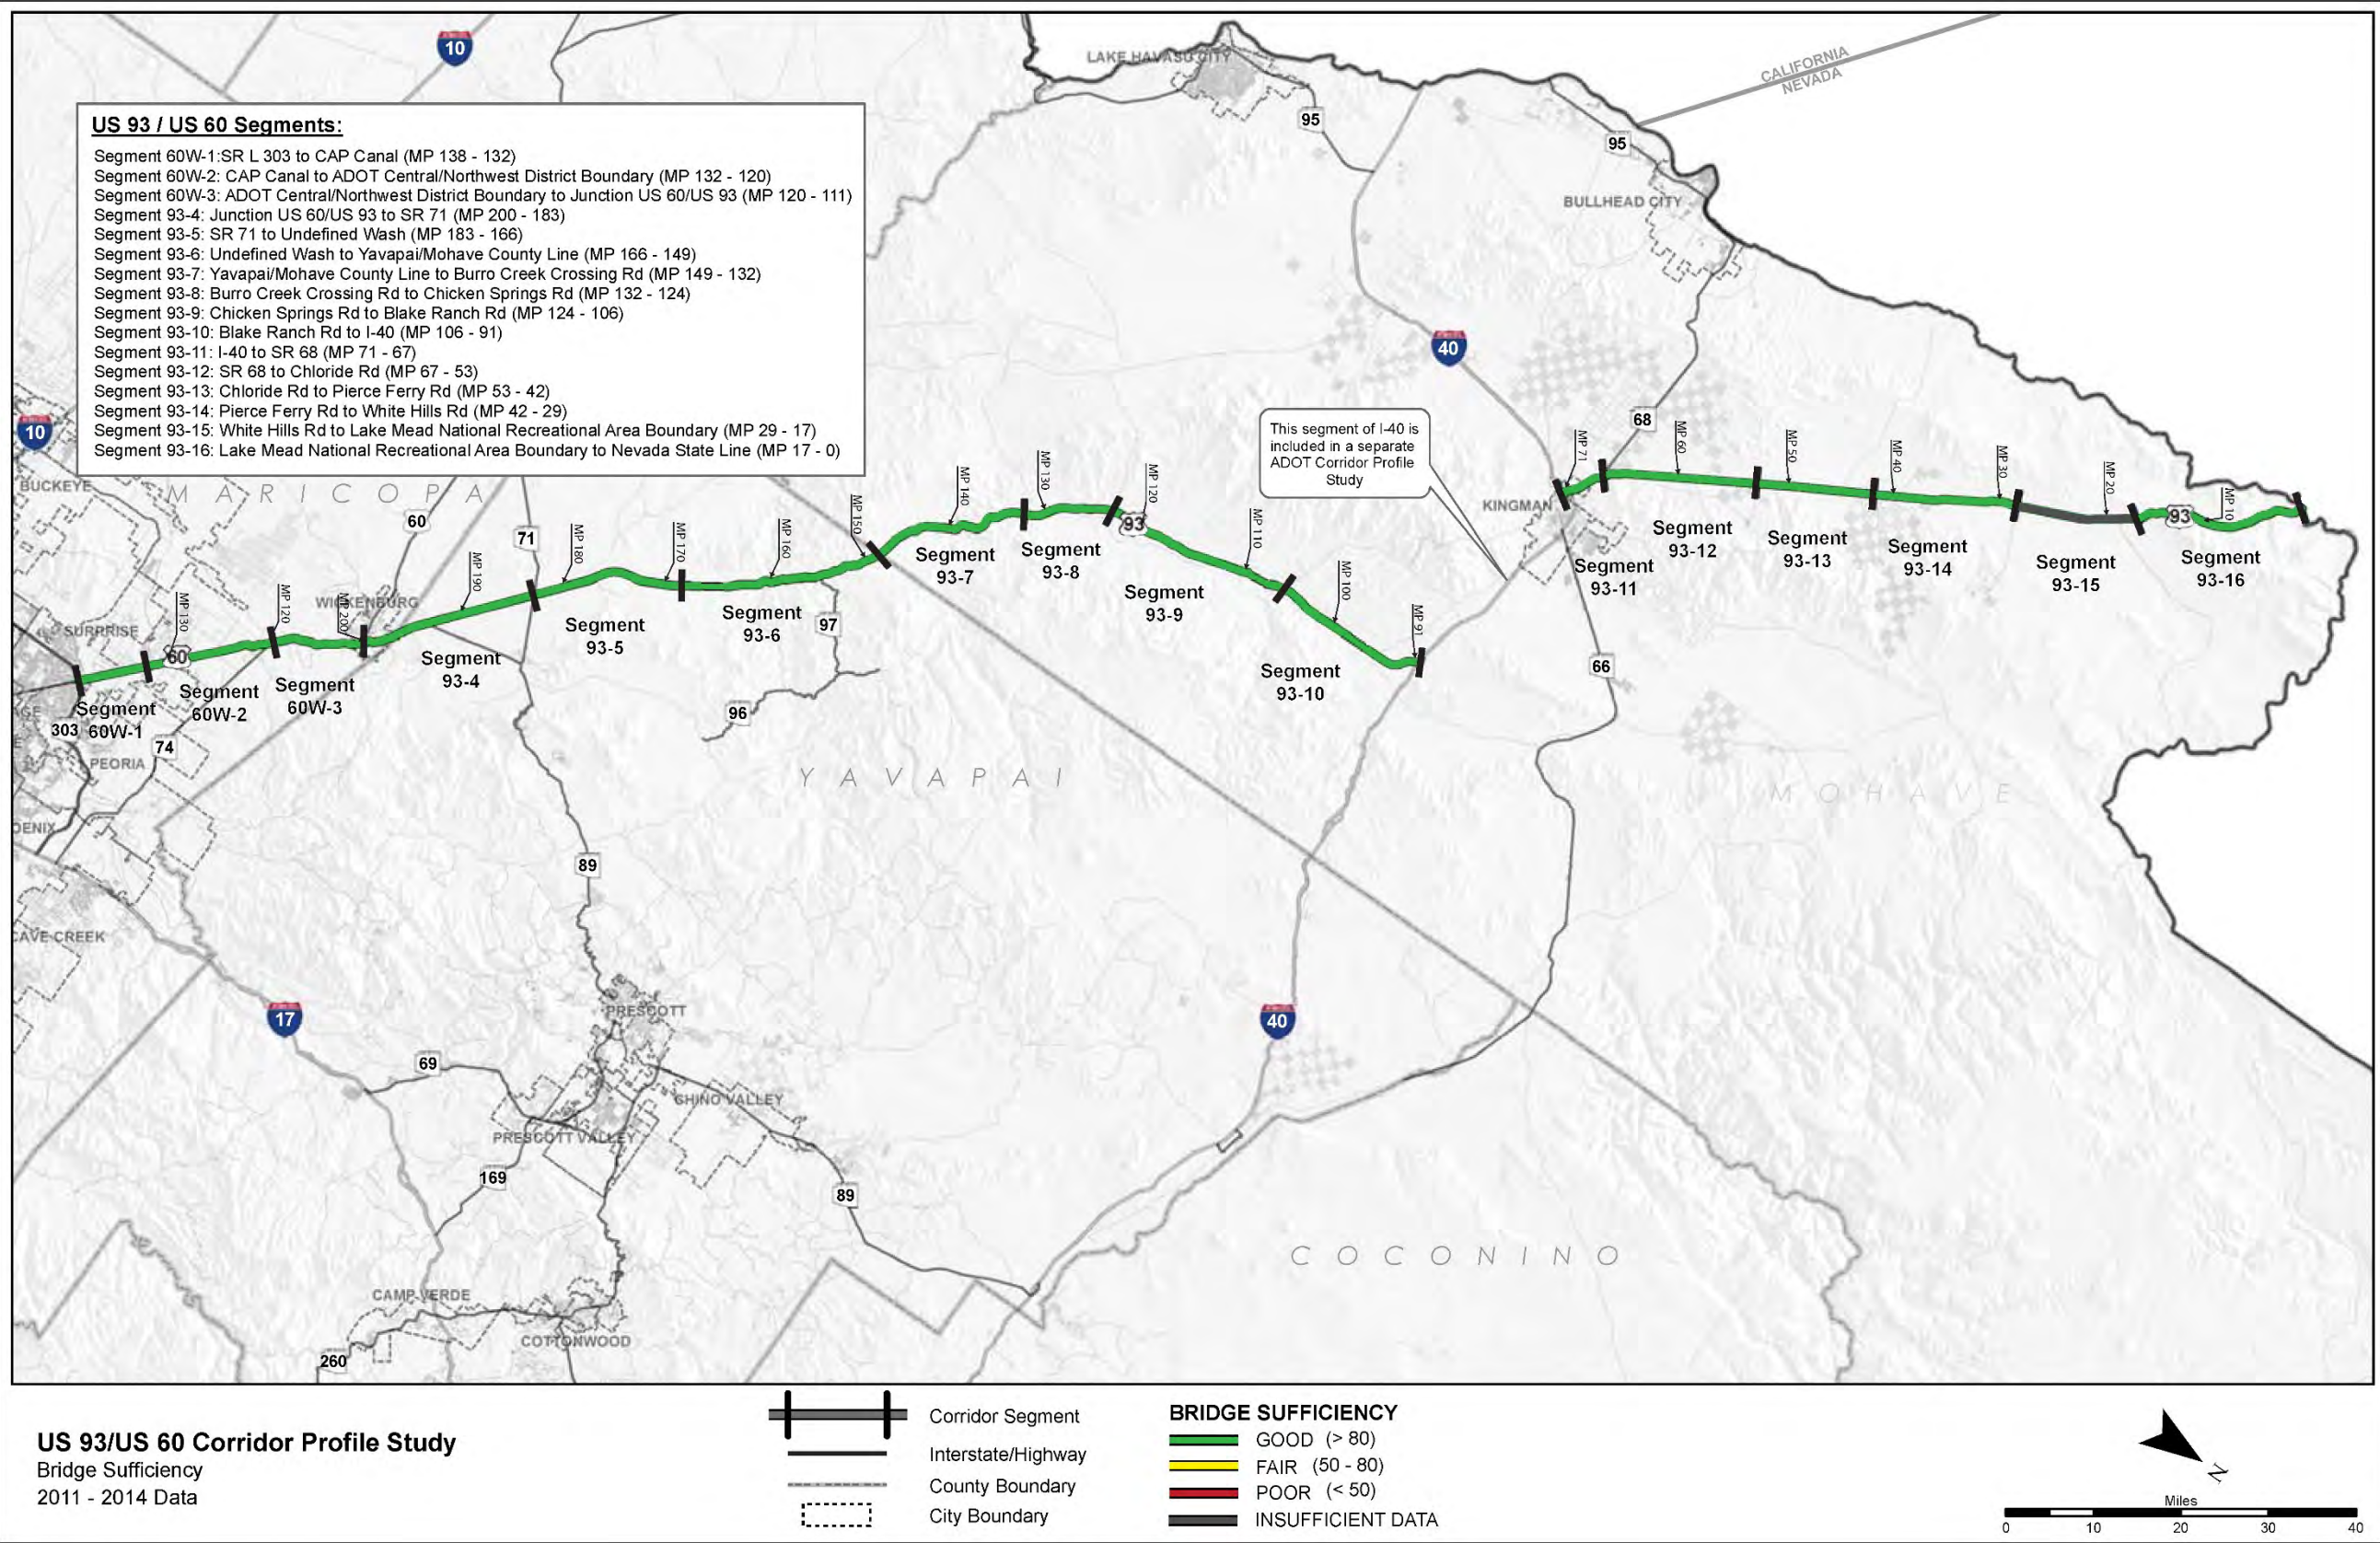 10
LAKE HAVASU CITY
CALIFORNIA
NEVADA
95
95
BULLHEAD CITY
US 93 / US 60 Segments:
Segment 60W-1:SR L 303 to CAP Canal (MP 138 - 132)
Segment 60W-2: CAP Canal to ADOT Central/Northwest District Boundary (MP 132 - 120)
Segment 60W-3: ADOT Central/Northwest District Boundary to Junction US 60/US 93 (MP 120 - 111)
Segment 93-4: Junction US 60/US 93 to SR 71 (MP 200 - 183)
Segment 93-5: SR 71 to Undefined Wash (MP 183 - 166)
Segment 93-6: Undefined Wash to Yavapai/Mohave County Line (MP 166 - 149)
Segment 93-7: Yavapai/Mohave County Line to Burro Creek Crossing Rd (MP 149 - 132)
Segment 93-8: Burro Creek Crossing Rd to Chicken Springs Rd (MP 132 - 124)
Segment 93-9: Chicken Springs Rd to Blake Ranch Rd (MP 124 - 106)
Segment 93-10: Blake Ranch Rd to I-40 (MP 106 - 91)
Segment 93-11: I-40 to SR 68 (MP 71 - 67)
Segment 93-12: SR 68 to Chloride Rd (MP 67 - 53)
Segment 93-13: Chloride Rd to Pierce Ferry Rd (MP 53 - 42)
Segment 93-14: Pierce Ferry Rd to White Hills Rd (MP 42 - 29)
Segment 93-15: White Hills Rd to Lake Mead National Recreational Area Boundary (MP 29 - 17)
Segment 93-16: Lake Mead National Recreational Area Boundary to Nevada State Line (MP 17 - 0)
40
10
This segment of I-40 is
included in a separate
ADOT Corridor Profile
Study
68
MP 71
MP 60
MP 50
MP 40
MP 30
MP 20
MP 10
BUCKEYE
MARICOPA
60
71
MP 130
MP 120
MP 200
MP 190
MP 180
MP 170
MP 160
MP 150
MP 140
MP 130
MP 120
MP 110
MP 100
MP 91
93
93
KINGMAN
WICKENBURG
SURPRISE
60
97
Segment
60W-1
Segment
60W-2
Segment
60W-3
Segment
93-4
Segment
93-5
Segment
93-6
Segment
93-7
Segment
93-8
Segment
93-9
Segment
93-10
Segment
93-11
Segment
93-12
Segment
93-13
Segment
93-14
Segment
93-15
Segment
93-16
66
303
74
96
PEORIA
YAVAPAI
MOHAVE
OENIX
89
CAVE CREEK
17
PRESCOTT
40
69
CHINO VALLEY
PRESCOTT VALLEY
169
89
COCONINO
CAMP VERDE
COTTONWOOD
260
US 93/US 60 Corridor Profile Study
Bridge Sufficiency
2011 - 2014 Data
Corridor Segment
Interstate/Highway
County Boundary
City Boundary
BRIDGE SUFFICIENCY
GOOD (> 80)
FAIR (50 - 80)
POOR (< 50)
INSUFFICIENT DATA
N
Miles
0 10 20 30 40